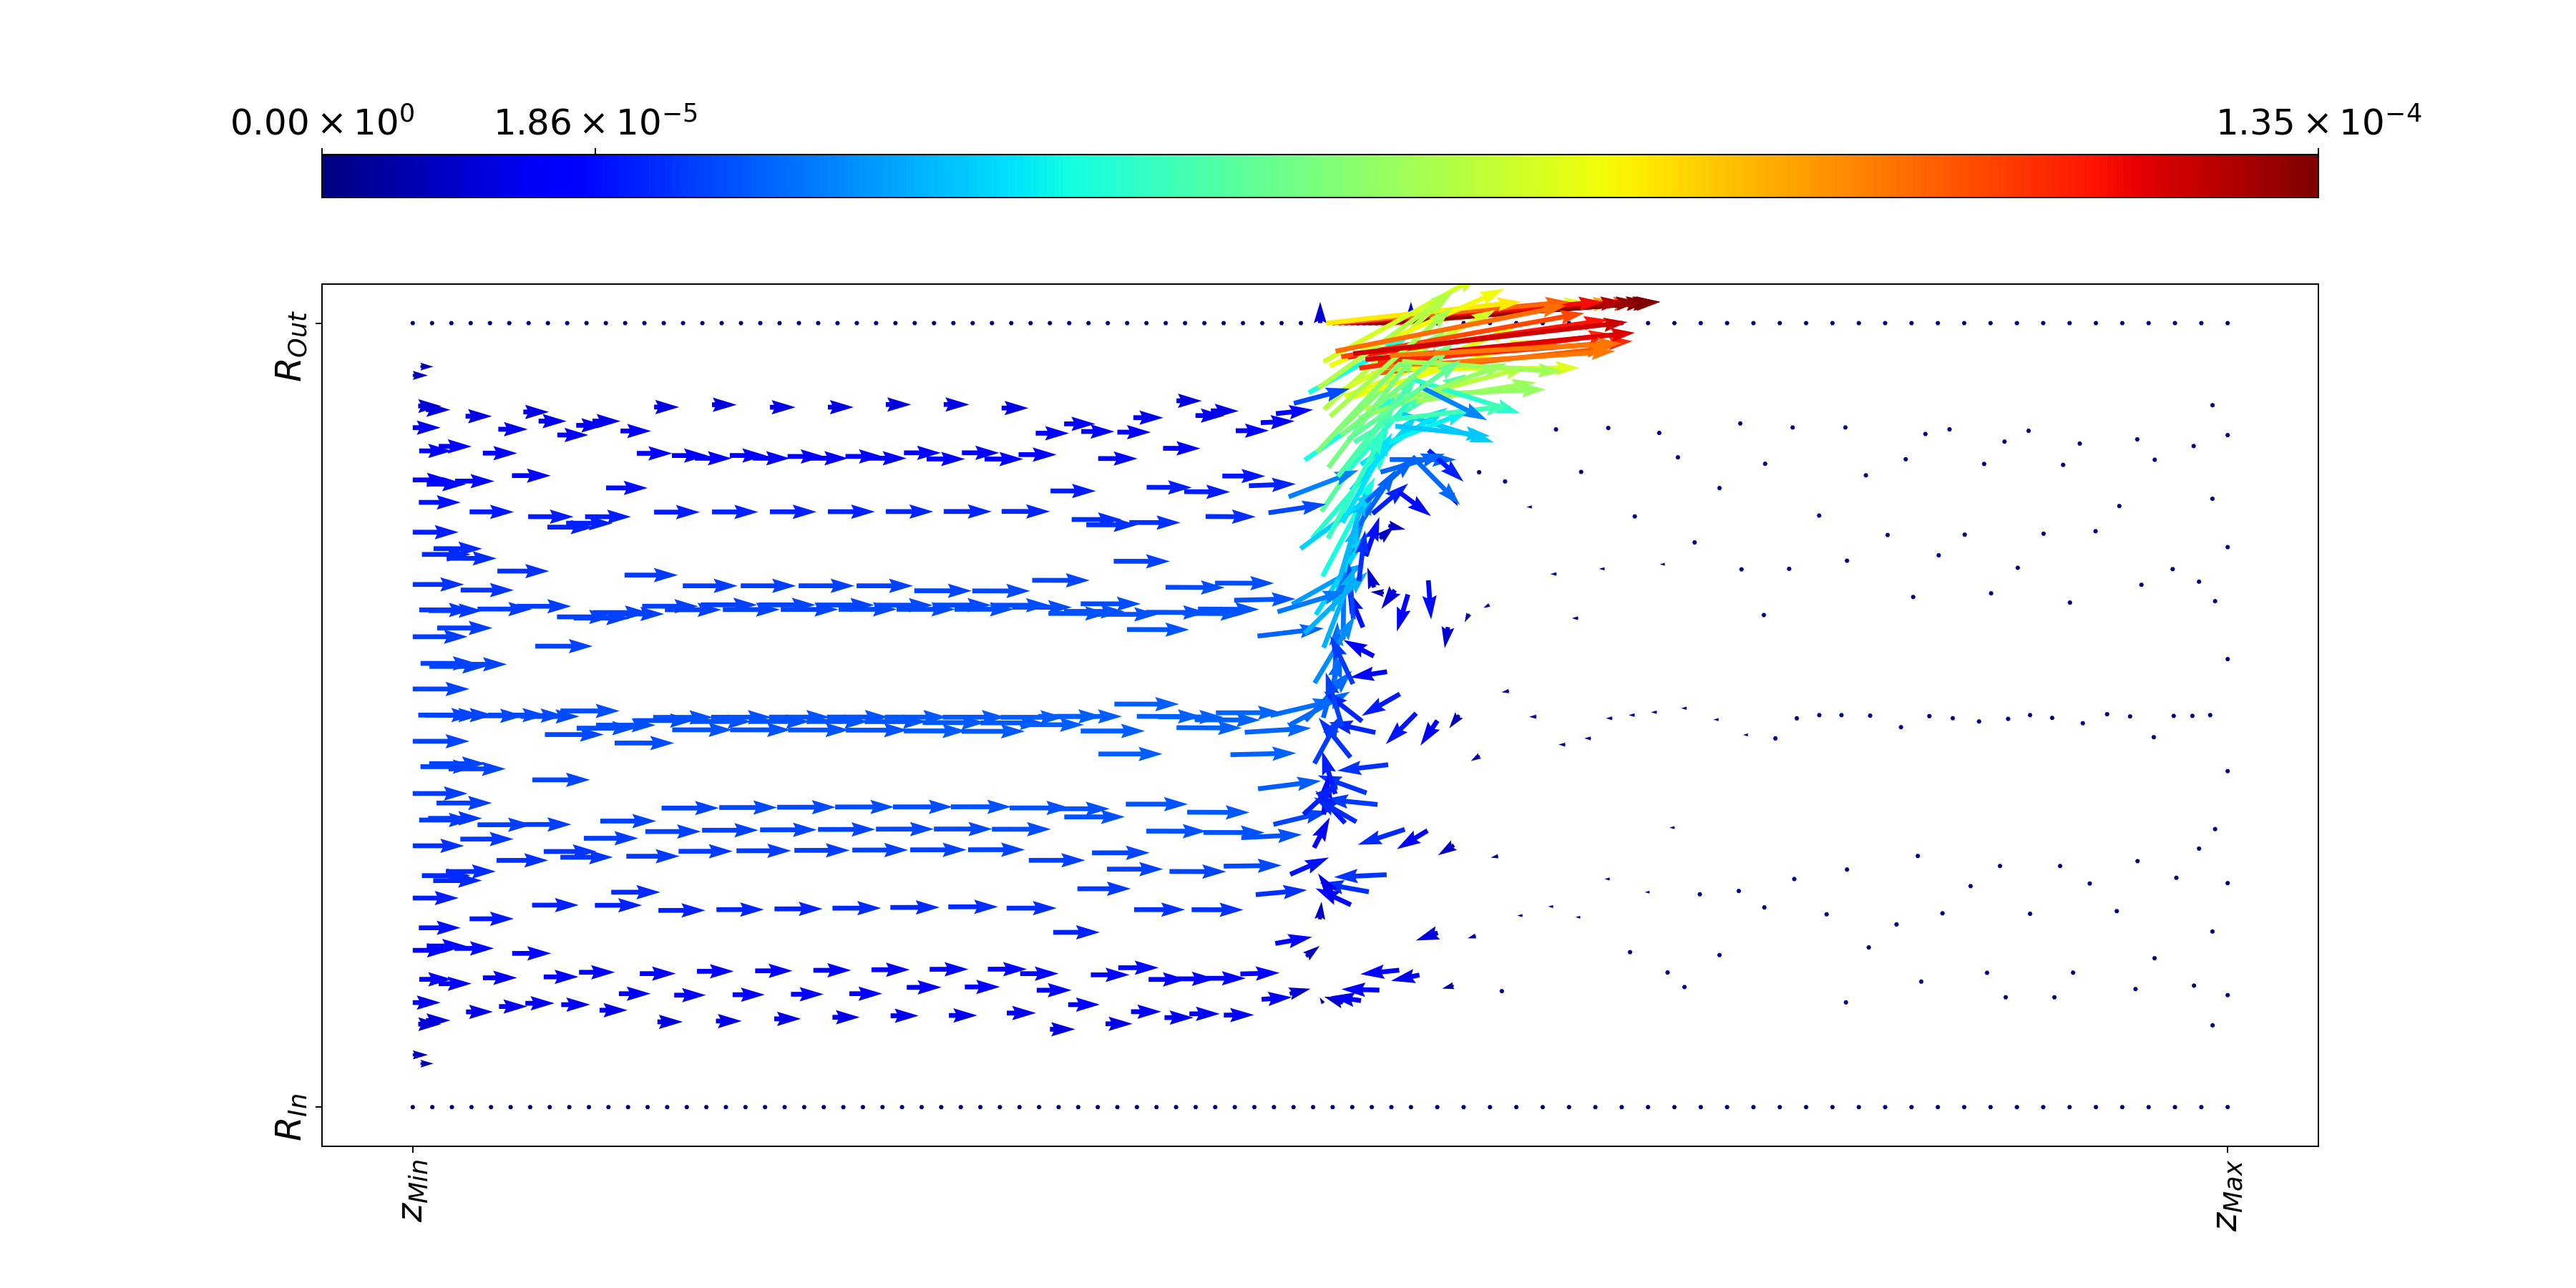 0.00 × 10⁰ 1.86 × 10⁻⁵ 1.35 × 10⁻⁴
R_Out
R_In
z_Min z_Max